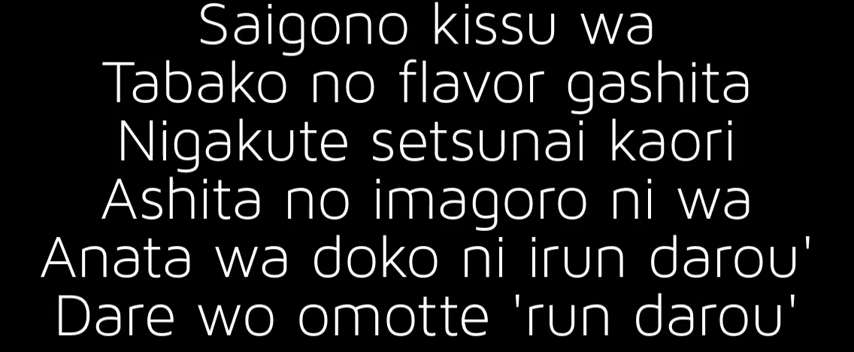 Saigono kissu wa
Tabako no flavor gashita
Nigakute setsunai kaori
Ashita no imagoro ni wa
Anata wa doko ni irun darou'
Dare wo omotte 'run darou'